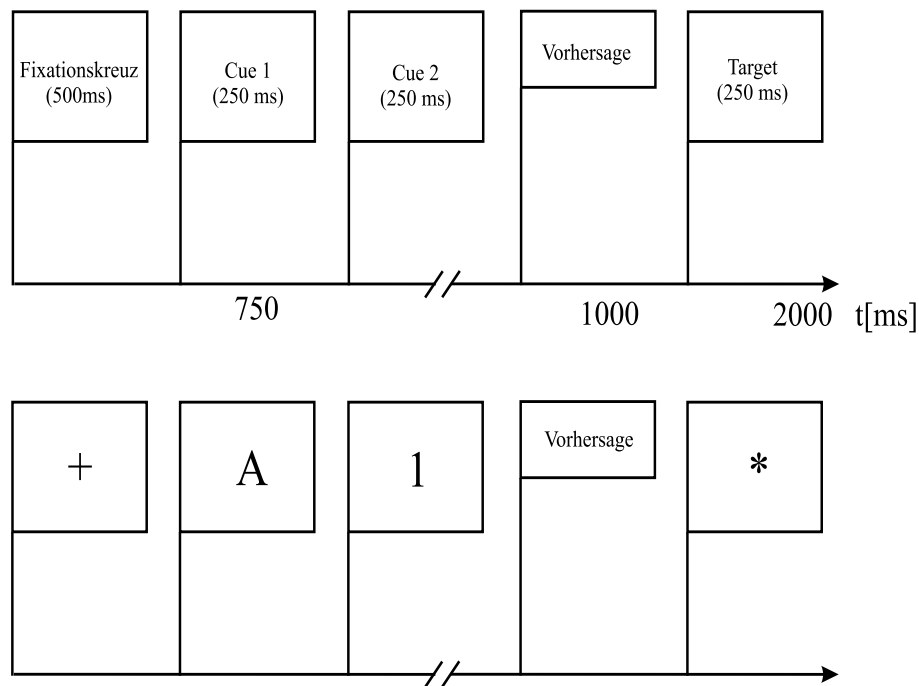 Fixationskreuz
(500ms)
Cue 1
(250 ms)
Cue 2
(250 ms)
Vorhersage
Target
(250 ms)
750
1000
2000
t[ms]
+
A
1
Vorhersage
*